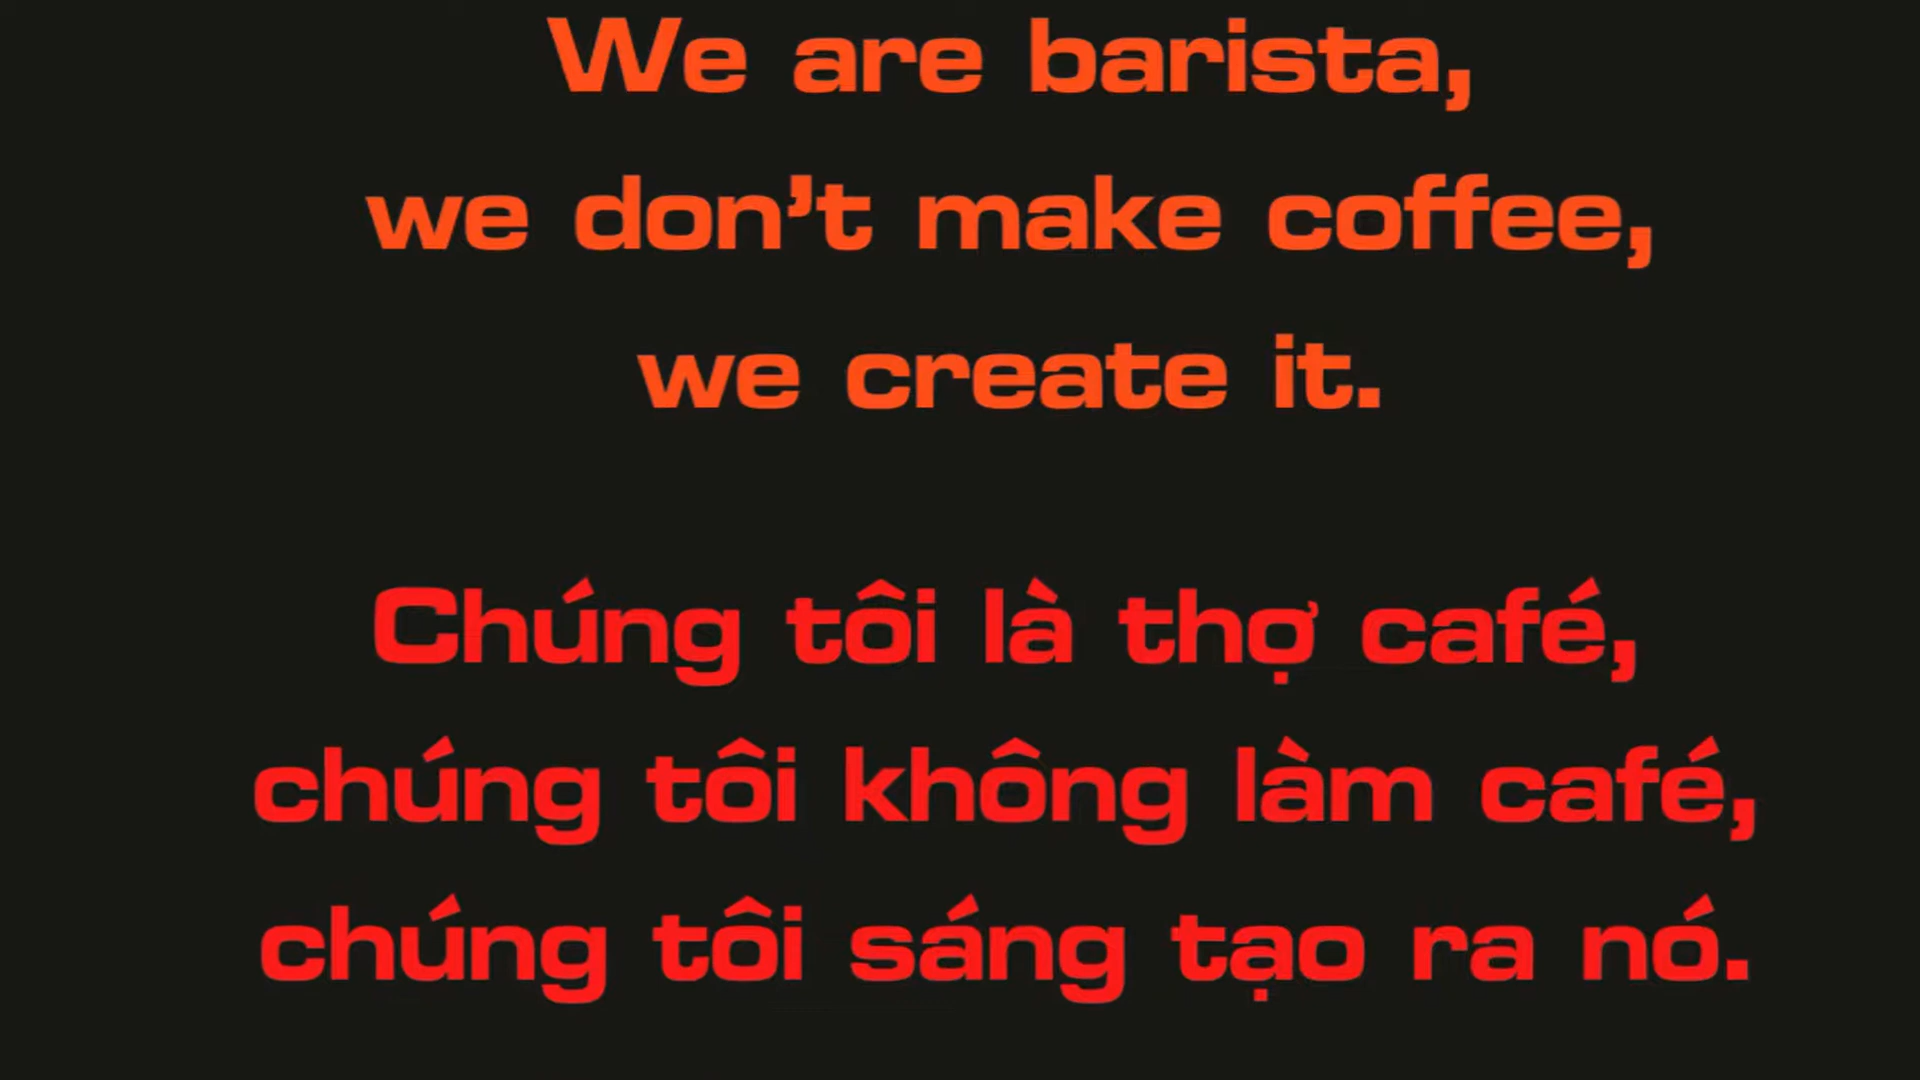 We are barista,
we don’t make coffee,
we create it.
Chúng tôi là thợ café,
chúng tôi không làm café,
chúng tôi sáng tạo ra nó.